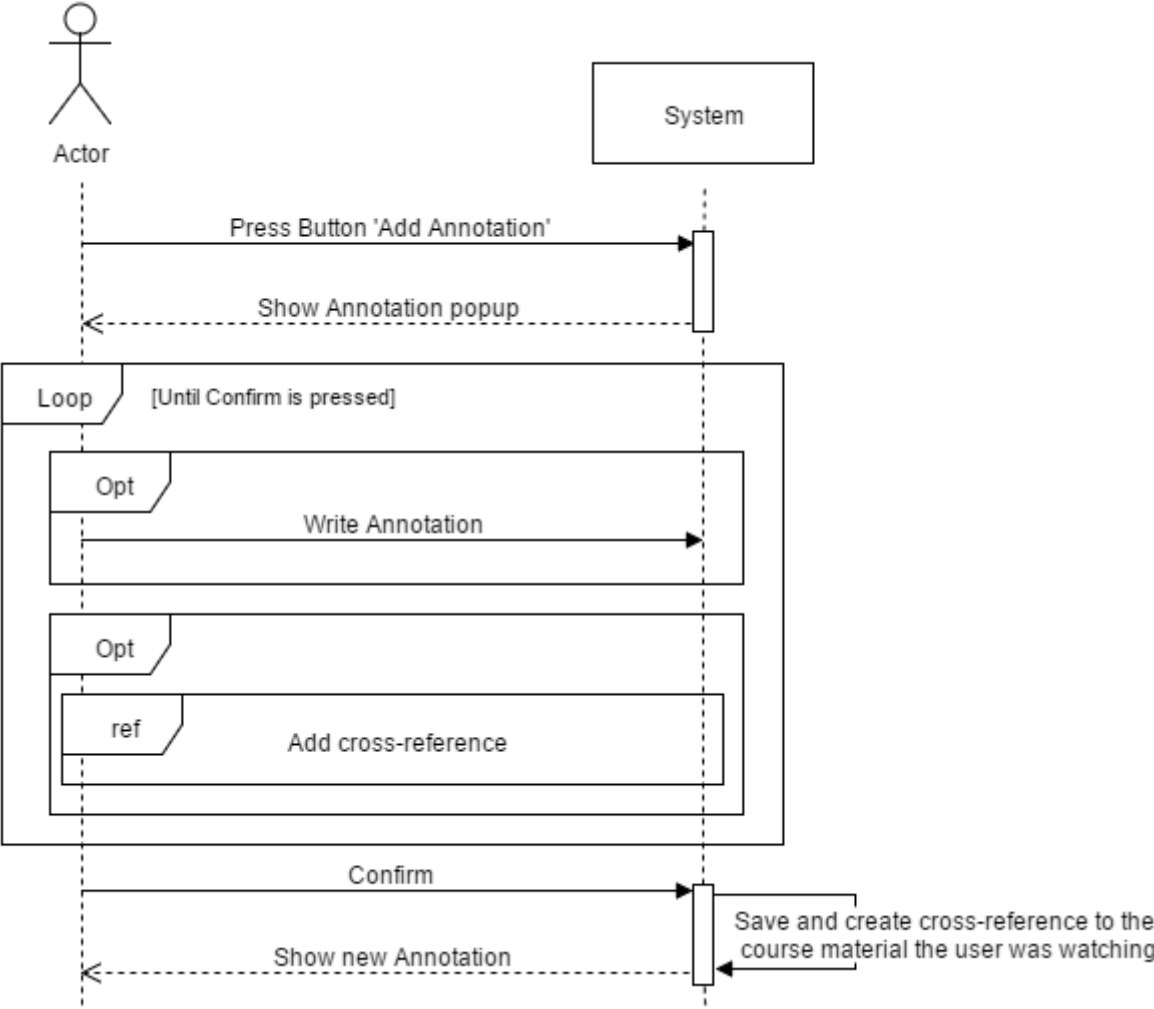 System
Actor
Press Button 'Add Annotation'
Show Annotation popup
Loop
[Until Confirm is pressed]
Opt
Write Annotation
Opt
ref
Add cross-reference
Confirm
Save and create cross-reference to the
course material the user was watching
Show new Annotation